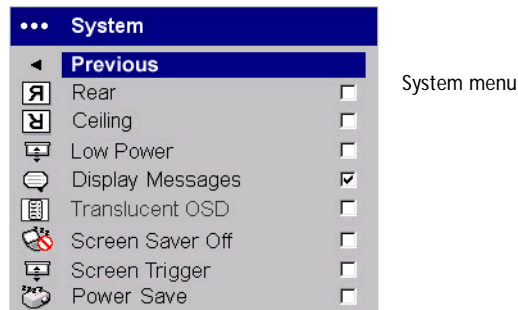 ••• System
Previous
Rear
Ceiling
Low Power
Display Messages
Translucent OSD
Screen Saver Off
Screen Trigger
Power Save
System menu